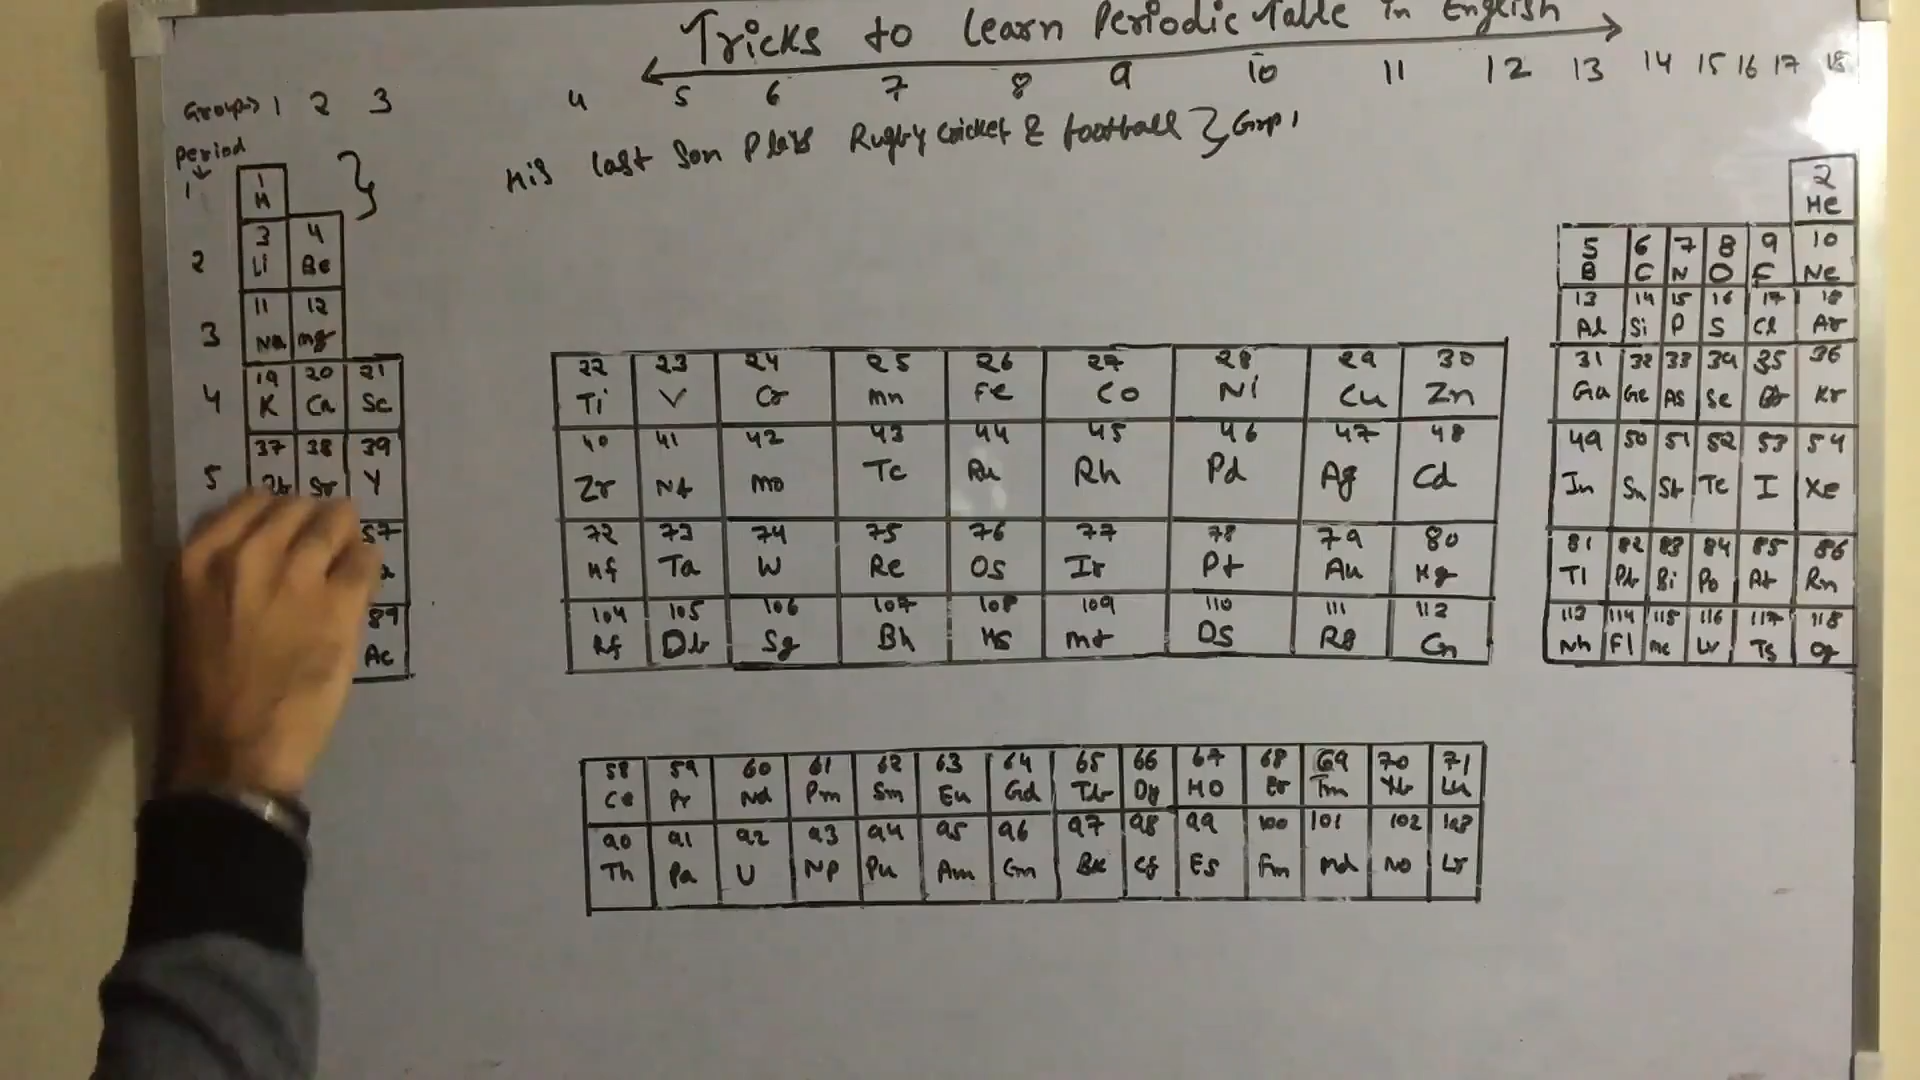 Tricks to Learn Periodic Table in English
Groups 1 2 3 4 5 6 7 8 9 10 11 12 13 14 15 16 17 18
His last Son Plays Rugby Cricket & football } Grp 1
Period
1 1 2
H He
2 3 4 5 6 7 8 9 10
Li Be B C N O F Ne
3 11 12 13 14 15 16 17 18
Na Mg Al Si P S Cl Ar
4 19 20 21 22 23 24 25 26 27 28 29 30 31 32 33 34 35 36
K Ca Sc Ti V Cr Mn Fe Co Ni Cu Zn Ga Ge As Se Br Kr
5 37 38 39 40 41 42 43 44 45 46 47 48 49 50 51 52 53 54
Rb Sr Y Zr Nb Mo Tc Ru Rh Pd Ag Cd In Sn Sb Te I Xe
57 72 73 74 75 76 77 78 79 80 81 82 83 84 85 86
Hf Ta W Re Os Ir Pt Au Hg Tl Pb Bi Po At Rn
89 104 105 106 107 108 109 110 111 112 113 114 115 116 117 118
Ac Rf Db Sg Bh Hs Mt DS Rg Cn Nh Fl Mc Lv Ts Og
58 59 60 61 62 63 64 65 66 67 68 69 70 71
Ce Pr Nd Pm Sm Eu Gd Tb Dy HO Er Tm Yb Lu
90 91 92 93 94 95 96 97 98 99 100 101 102 103
Th Pa U NP Pu Am Cm Bk Cf ES Fm Md NO Lr